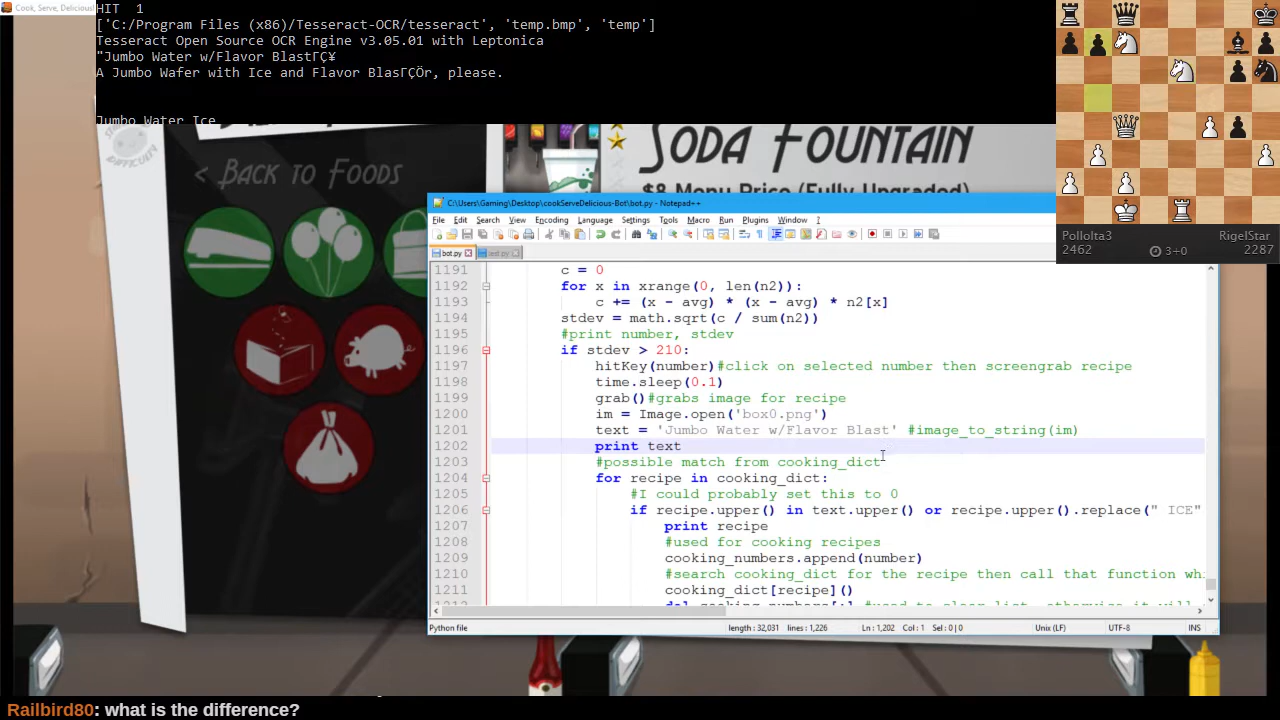 Cook, Serve, Delicious!
HIT 1
['C:/Program Files (x86)/Tesseract-OCR/tesseract', 'temp.bmp', 'temp']
Tesseract Open Source OCR Engine v3.05.01 with Leptonica
"Jumbo Water w/Flavor BlastΓÇ¥
A Jumbo Wafer with Ice and Flavor BlasΓÇÖr, please.
Jumbo Water Ice
DIFFICULTY
< BACK TO FOODS
SODA FOUNTAIN
$8 Menu Price (Fully Upgraded)
C:\Users\Gaming\Desktop\cookServeDelicious-Bot\bot.py - Notepad++
File Edit Search View Encoding Language Settings Tools Macro Run Plugins Window ?
bot.py
1191 c = 0
1192 for x in xrange(0, len(n2)):
1193 c += (x - avg) * (x - avg) * n2[x]
1194 stdev = math.sqrt(c / sum(n2))
1195 #print number, stdev
1196 if stdev > 210:
1197 hitKey(number)#click on selected number then screengrab recipe
1198 time.sleep(0.1)
1199 grab()#grabs image for recipe
1200 im = Image.open('box0.png')
1201 text = 'Jumbo Water w/Flavor Blast' #image_to_string(im)
1202 print text
1203 #possible match from cooking_dict
1204 for recipe in cooking_dict:
1205 #I could probably set this to 0
1206 if recipe.upper() in text.upper() or recipe.upper().replace(" ICE"
1207 print recipe
1208 #used for cooking recipes
1209 cooking_numbers.append(number)
1210 #search cooking_dict for the recipe then call that function wh
1211 cooking_dict[recipe]()
Python file length : 32,031 lines : 1,226 Ln : 1,202 Col : 1 Sel : 0 | 0 Unix (LF) UTF-8 INS
Pollolta3 RigelStar
2462 3+0 2287
Railbird80: what is the difference?